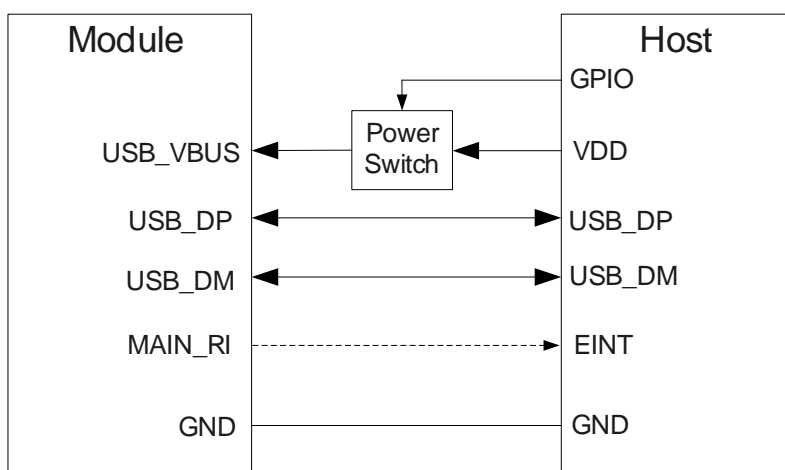 Module
Host
GPIO
Power
Switch
USB_VBUS
VDD
USB_DP
USB_DP
USB_DM
USB_DM
MAIN_RI
EINT
GND
GND